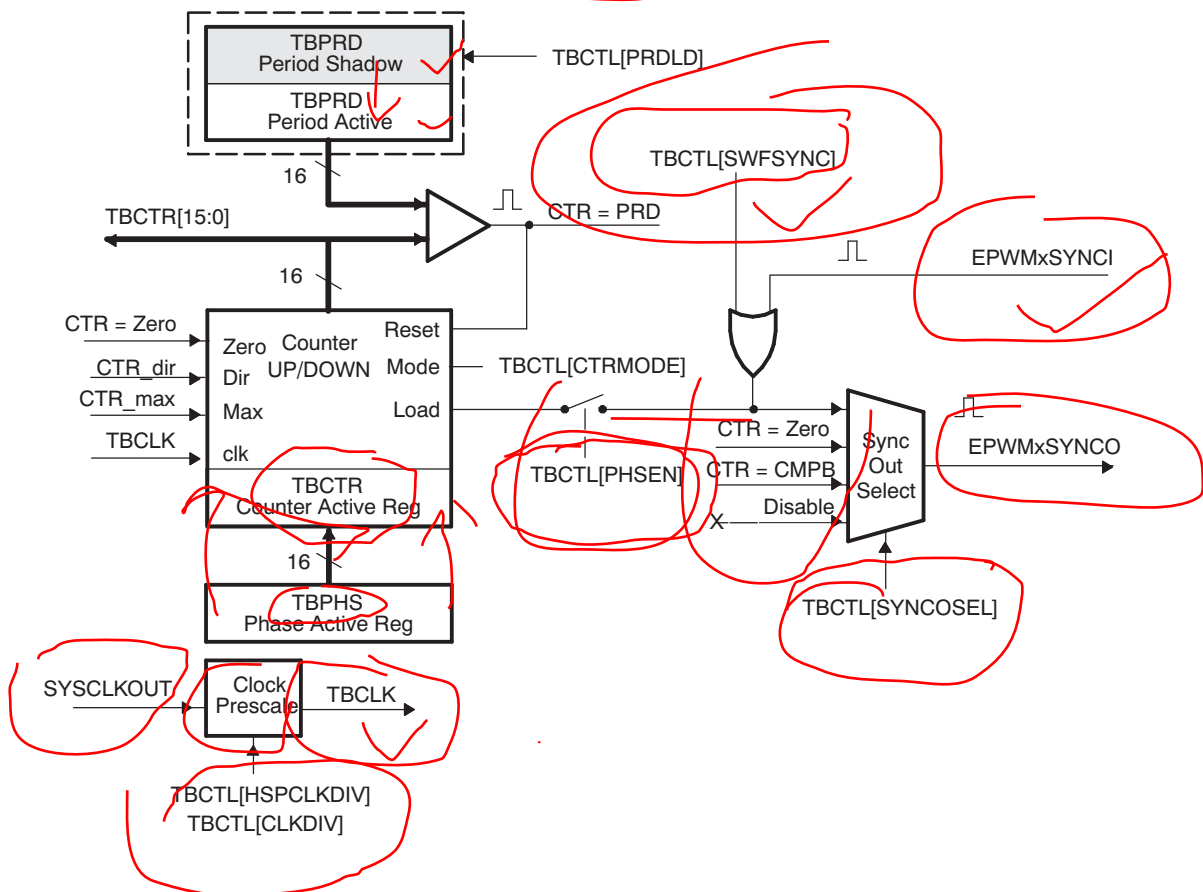 TBPRD
Period Shadow
TBCTL[PRDLD]
TBPRD
Period Active
TBCTL[SWFSYNC]
16
TBCTR[15:0]
CTR = PRD
EPWMxSYNCI
16
CTR = Zero
Counter
Reset
Zero
UP/DOWN
Mode
TBCTL[CTRMODE]
CTR_dir
Dir
CTR_max
Max
Load
TBCLK
clk
CTR = Zero
Sync
EPWMxSYNCO
TBCTL[PHSEN]
CTR = CMPB
Out
Select
TBCTR
Counter Active Reg
Disable
X
16
TBPHS
Phase Active Reg
TBCTL[SYNCOSEL]
SYSCLKOUT
Clock
Prescale
TBCLK
TBCTL[HSPCLKDIV]
TBCTL[CLKDIV]